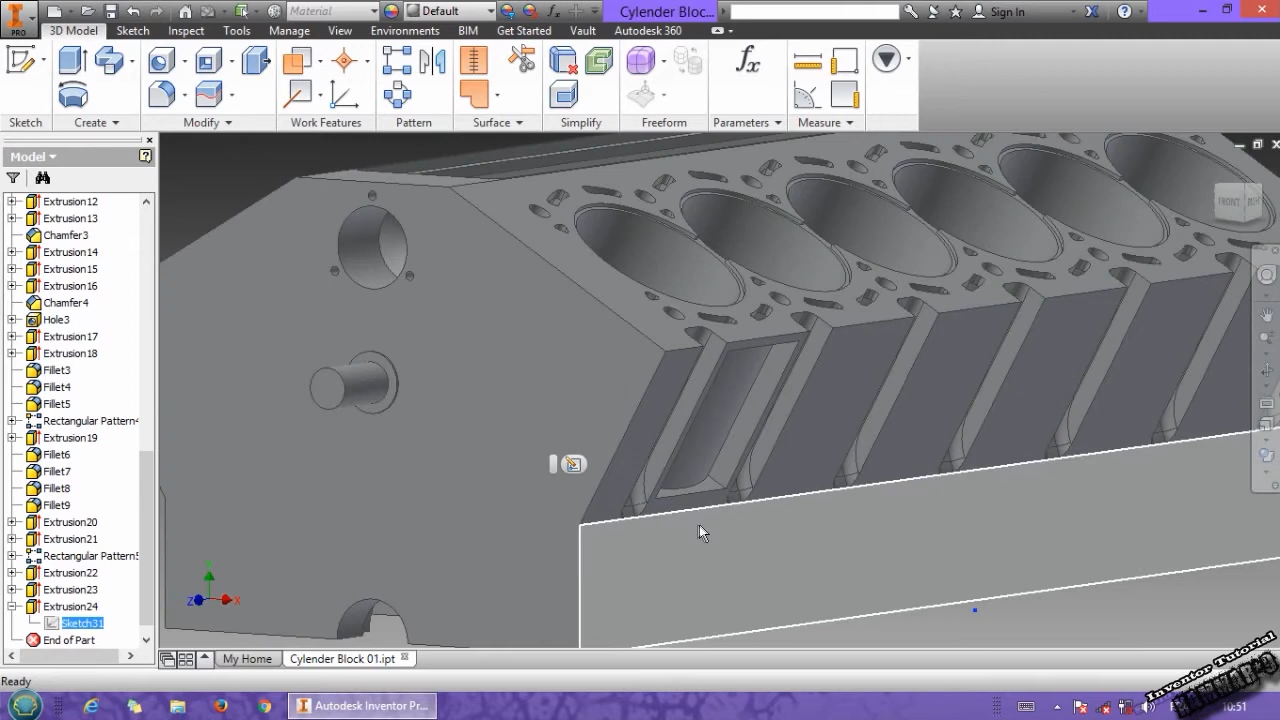 Material
Default
Cylender Bloc...
Sign In
PRO
3D Model
Sketch
Inspect
Tools
Manage
View
Environments
BIM
Get Started
Vault
Autodesk 360
fx
Sketch
Create
Modify
Work Features
Pattern
Surface
Simplify
Freeform
Parameters
Measure
Model
Extrusion12
Extrusion13
Chamfer3
Extrusion14
Extrusion15
Extrusion16
Chamfer4
Hole3
Extrusion17
Extrusion18
Fillet3
Fillet4
Fillet5
Rectangular Pattern4
Extrusion19
Fillet6
Fillet7
Fillet8
Fillet9
Extrusion20
Extrusion21
Rectangular Pattern5
Extrusion22
Extrusion23
Extrusion24
Sketch31
End of Part
FRONT
RIGHT
Y
Z
X
My Home
Cylender Block 01.ipt
Ready
Inventor Tutorial
Autodesk Inventor Pr...
10:51